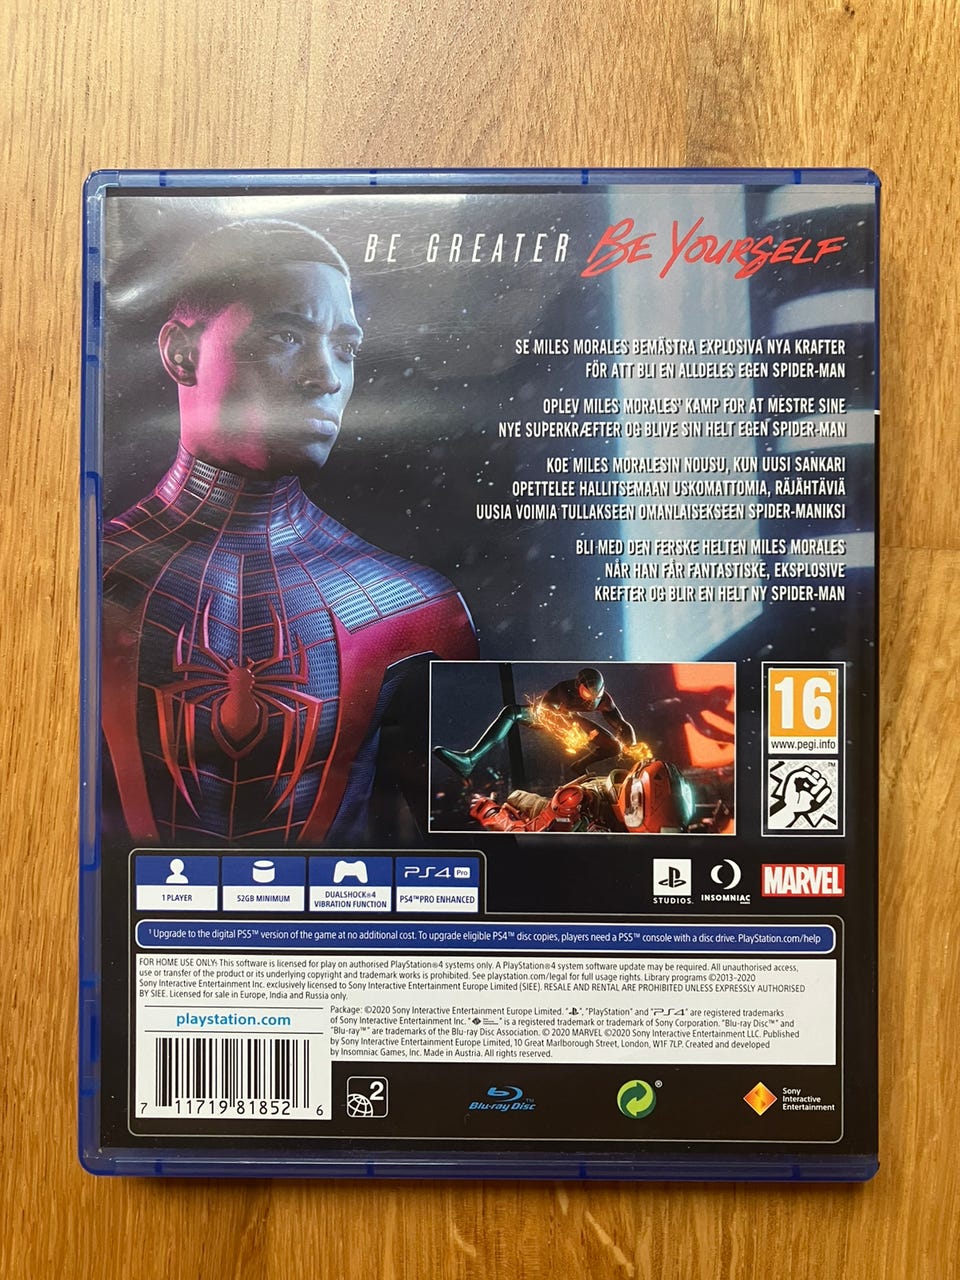 BE GREATER BE YOURSELF
SE MILES MORALES BEMÄSTRA EXPLOSIVA NYA KRAFTER
FÖR ATT BLI EN ALLDELES EGEN SPIDER-MAN
OPLEV MILES MORALES' KAMP FOR AT MESTRE SINE
NYE SUPERKRÆFTER OG BLIVE SIN HELT EGEN SPIDER-MAN
KOE MILES MORALESIN NOUSU, KUN UUSI SANKARI
OPETTELEE HALLITSEMAAN USKOMATTOMIA, RÄJÄHTÄVIÄ
UUSIA VOIMIA TULLAKSEEN OMANLAISEKSEEN SPIDER-MANIKSI
BLI MED DEN FERSKE HELTEN MILES MORALES
NÅR HAN FÅR FANTASTISKE, EKSPLOSIVE
KREFTER OG BLIR EN HELT NY SPIDER-MAN
16
www.pegi.info
™
1 PLAYER
52GB MINIMUM
DUALSHOCK®4
VIBRATION FUNCTION
PS4 Pro
PS4™PRO ENHANCED
STUDIOS.
INSOMNIAC
MARVEL
¹ Upgrade to the digital PS5™ version of the game at no additional cost. To upgrade eligible PS4™ disc copies, players need a PS5™ console with a disc drive. PlayStation.com/help
FOR HOME USE ONLY: This software is licensed for play on authorised PlayStation®4 systems only. A PlayStation®4 system software update may be required. All unauthorised access,
use or transfer of the product or its underlying copyright and trademark works is prohibited. See playstation.com/legal for full usage rights. Library programs ©2013-2020
Sony Interactive Entertainment Inc. exclusively licensed to Sony Interactive Entertainment Europe Limited (SIEE). RESALE AND RENTAL ARE PROHIBITED UNLESS EXPRESSLY AUTHORISED
BY SIEE. Licensed for sale in Europe, India and Russia only.
playstation.com
Package: ©2020 Sony Interactive Entertainment Europe Limited. "", "PlayStation" and "PS4" are registered trademarks
of Sony Interactive Entertainment Inc. "" is a registered trademark or trademark of Sony Corporation. "Blu-ray Disc™" and
"Blu-ray™" are trademarks of the Blu-ray Disc Association. © 2020 MARVEL ©2020 Sony Interactive Entertainment LLC. Published
by Sony Interactive Entertainment Europe Limited, 10 Great Marlborough Street, London, W1F 7LP. Created and developed
by Insomniac Games, Inc. Made in Austria. All rights reserved.
7 11719 81852 6
2
Blu-ray Disc™
®
Sony
Interactive
Entertainment